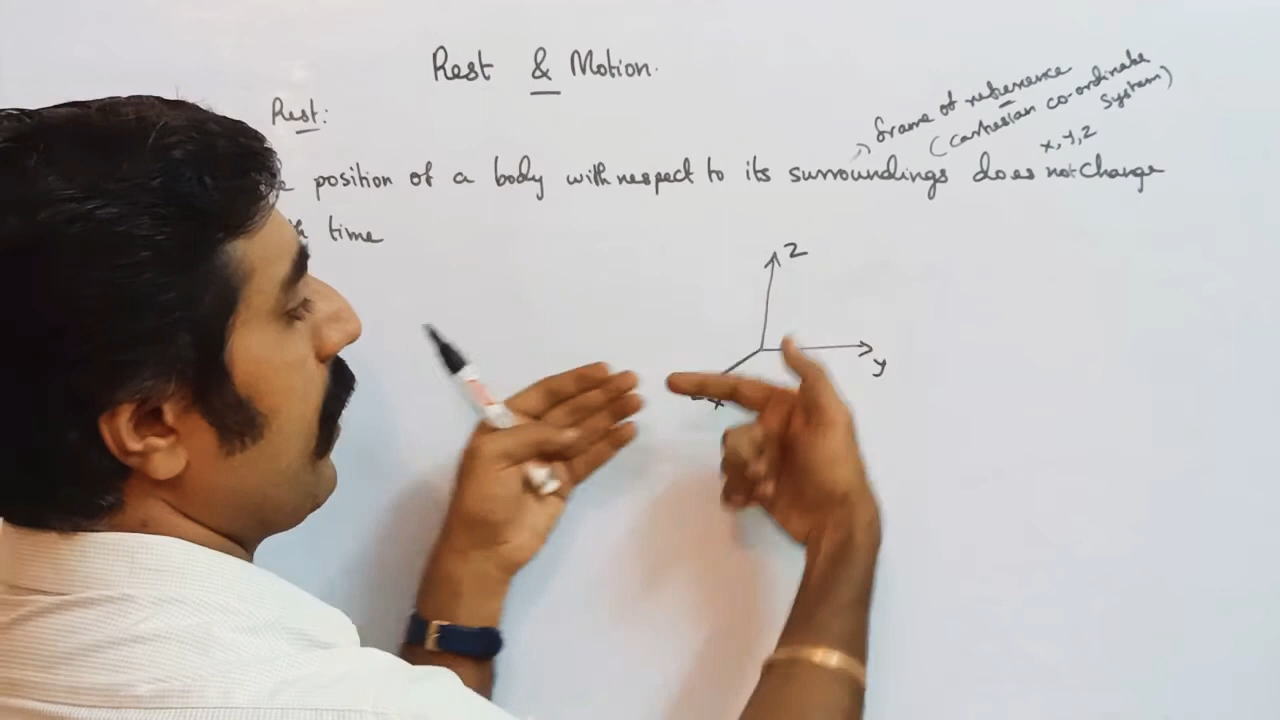 Rest & Motion.
Rest:
frame of reference
(cartesian co-ordinate
system)
x, y, z
position of a body with respect to its surroundings does not change
time
z
y
x